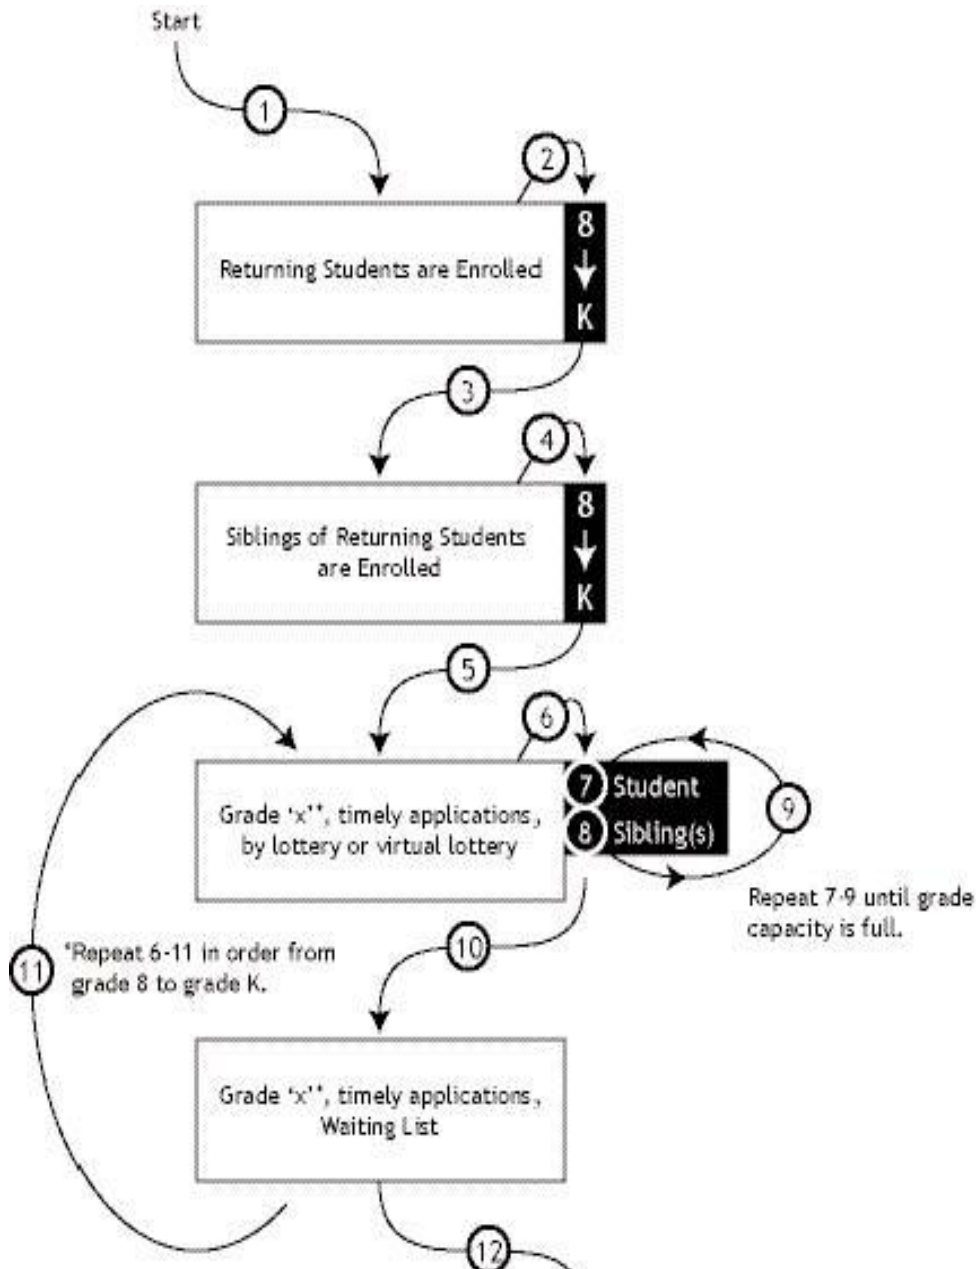 Start
1
2
8
Returning Students are Enrolled
K
3
4
8
Siblings of Returning Students
are Enrolled
K
5
6
7 Student
Grade ‘x’*, timely applications,
by lottery or virtual lottery
8 Sibling(s)
9
Repeat 7-9 until grade
capacity is full.
10
11
*Repeat 6-11 in order from
grade 8 to grade K.
Grade ‘x’*, timely applications,
Waiting List
12